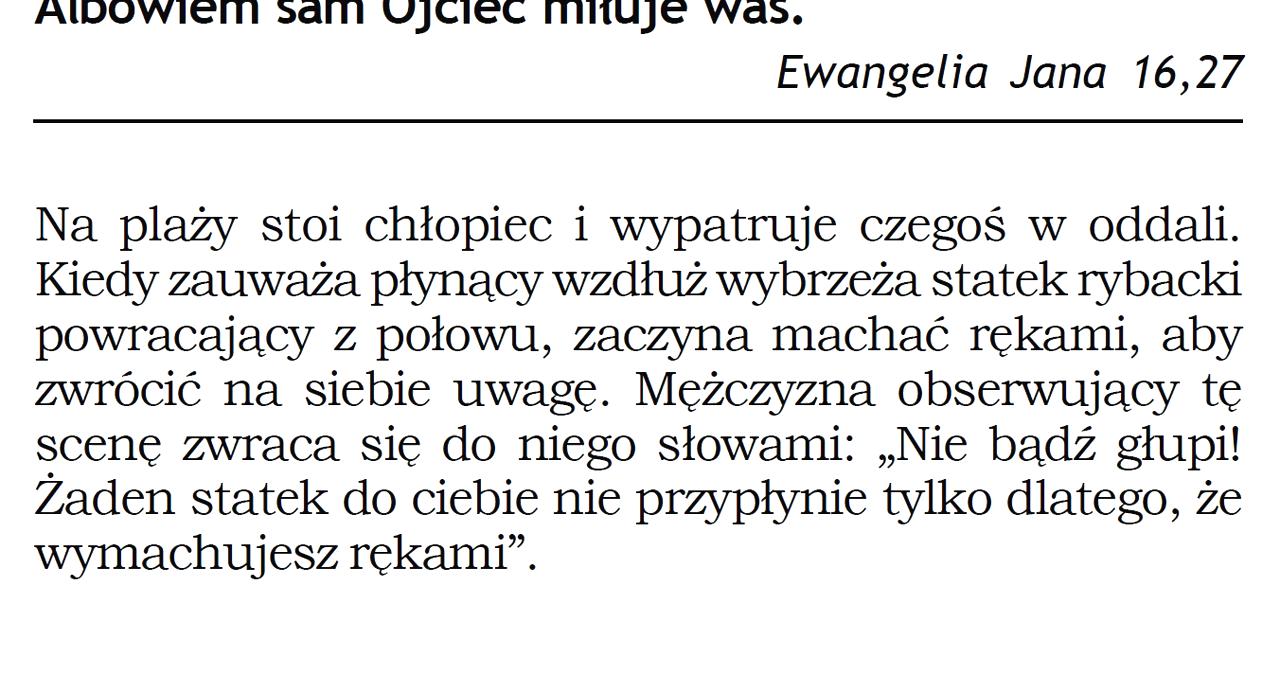 Albowiem sam Ojciec miłuje was.
Ewangelia Jana 16,27
Na plaży stoi chłopiec i wypatruje czegoś w oddali.
Kiedy zauważa płynący wzdłuż wybrzeża statek rybacki
powracający z połowu, zaczyna machać rękami, aby
zwrócić na siebie uwagę. Mężczyzna obserwujący tę
scenę zwraca się do niego słowami: „Nie bądź głupi!
Żaden statek do ciebie nie przypłynie tylko dlatego, że
wymachujesz rękami”.